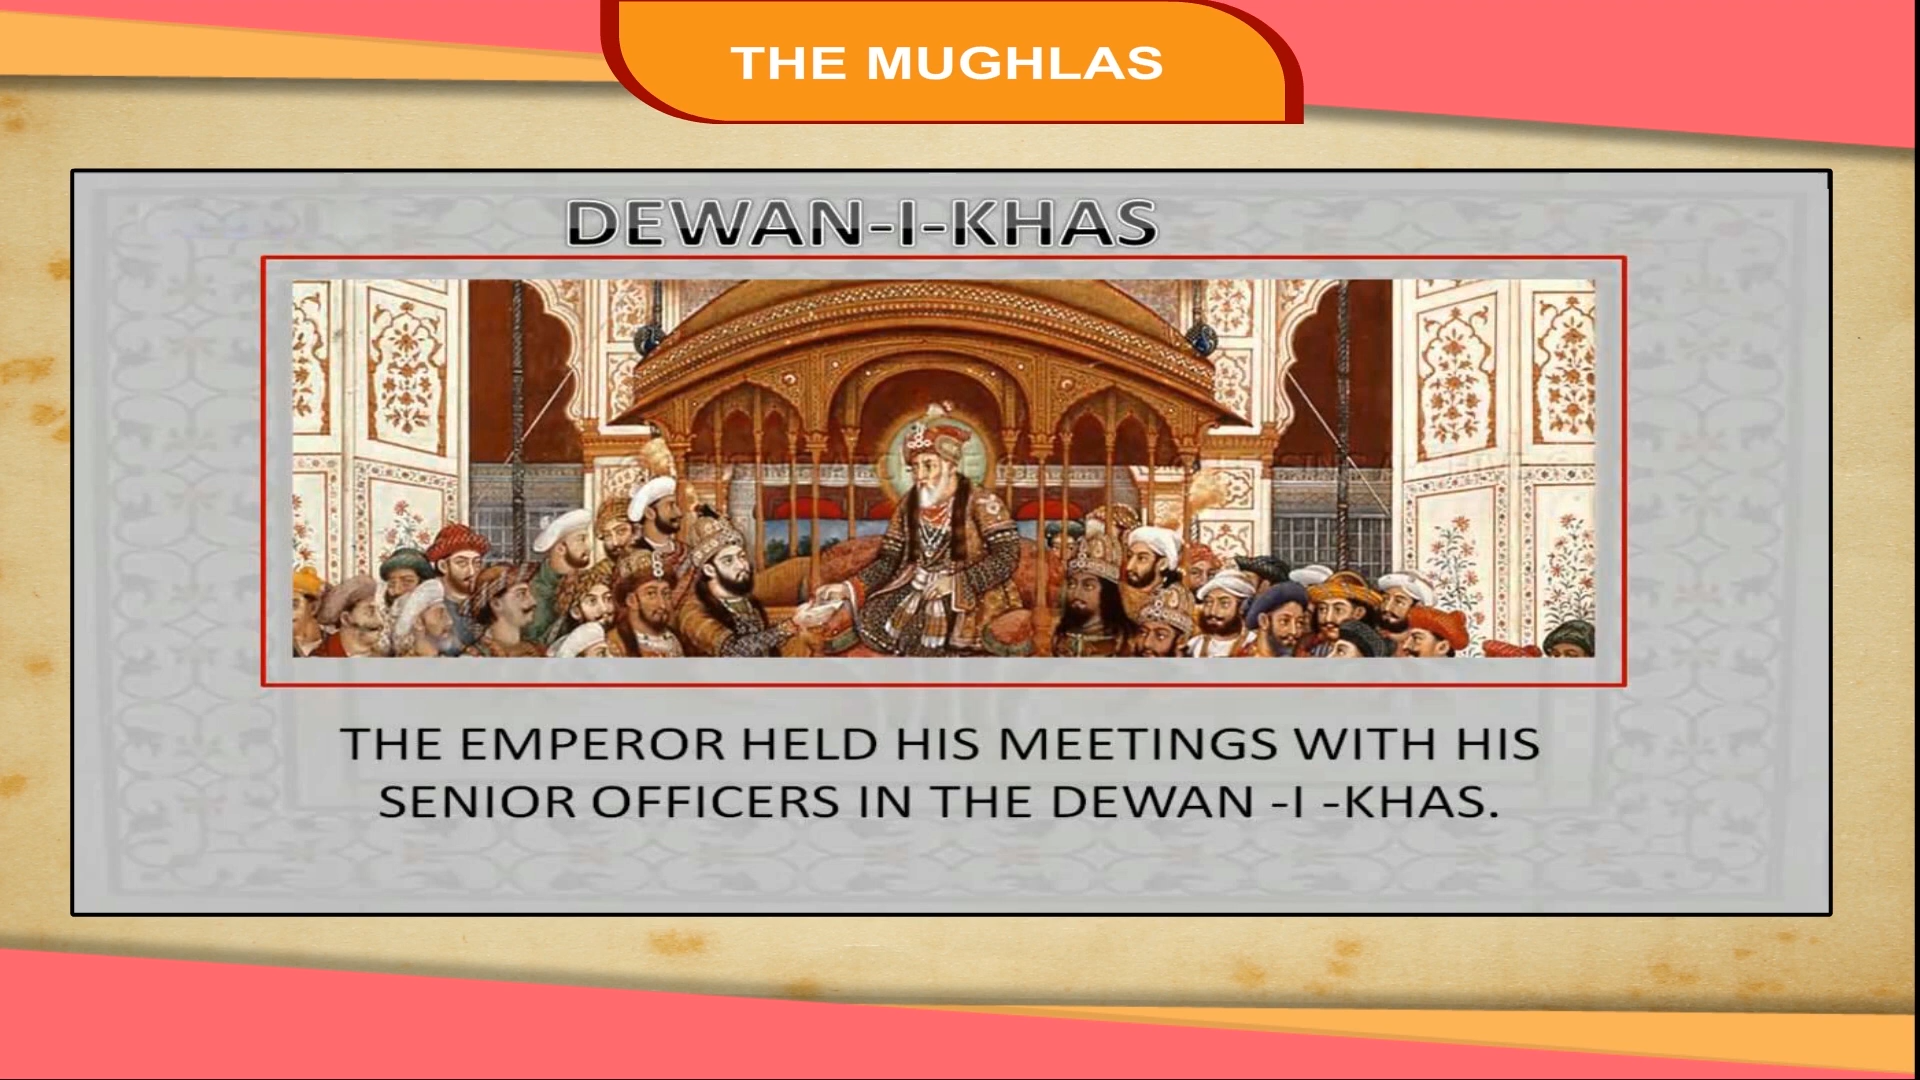 THE MUGHLAS
DEWAN-I-KHAS
THE EMPEROR HELD HIS MEETINGS WITH HIS
SENIOR OFFICERS IN THE DEWAN -I -KHAS.